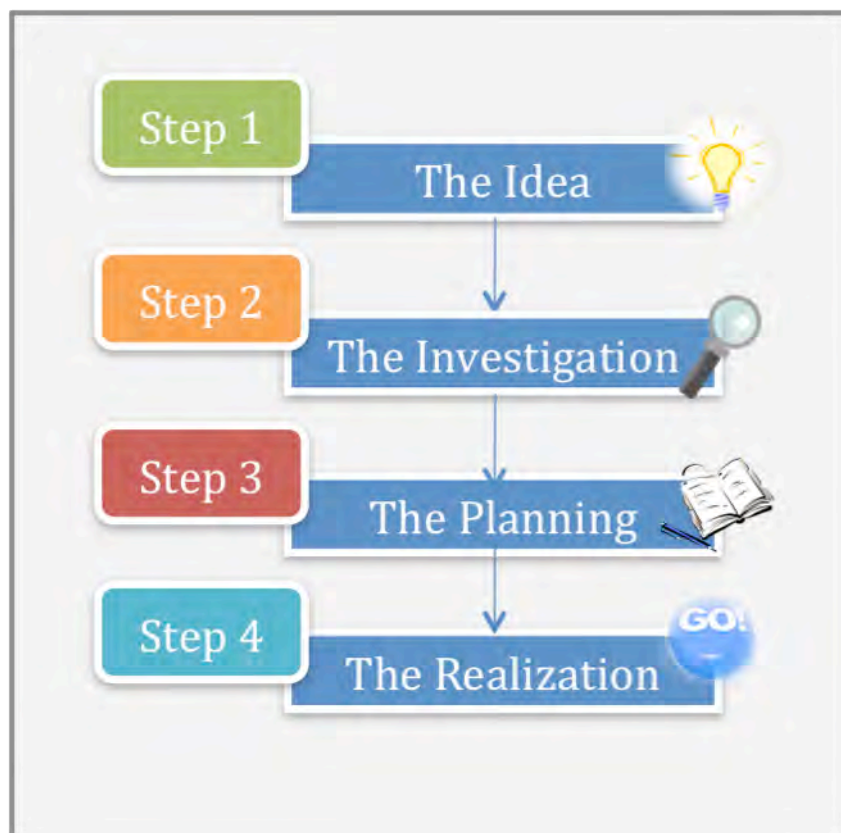 Step 1
The Idea
Step 2
The Investigation
Step 3
The Planning
Step 4
GO!
The Realization